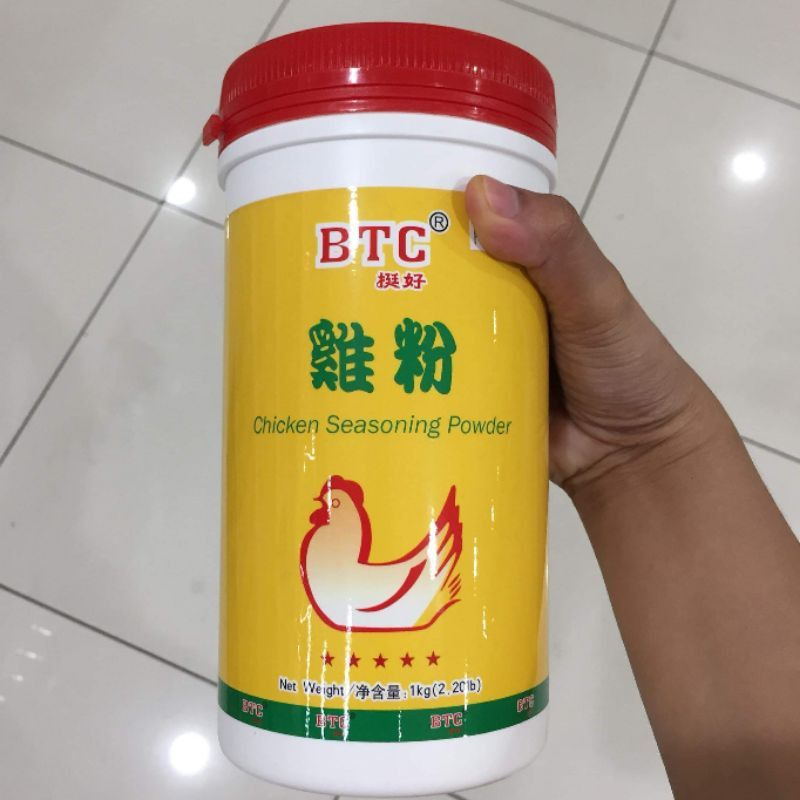 BTC®
挺好
雞粉
Chicken Seasoning Powder
Net Weight/净含量:1kg(2.20lb)
BTC BTC® BTC BTC